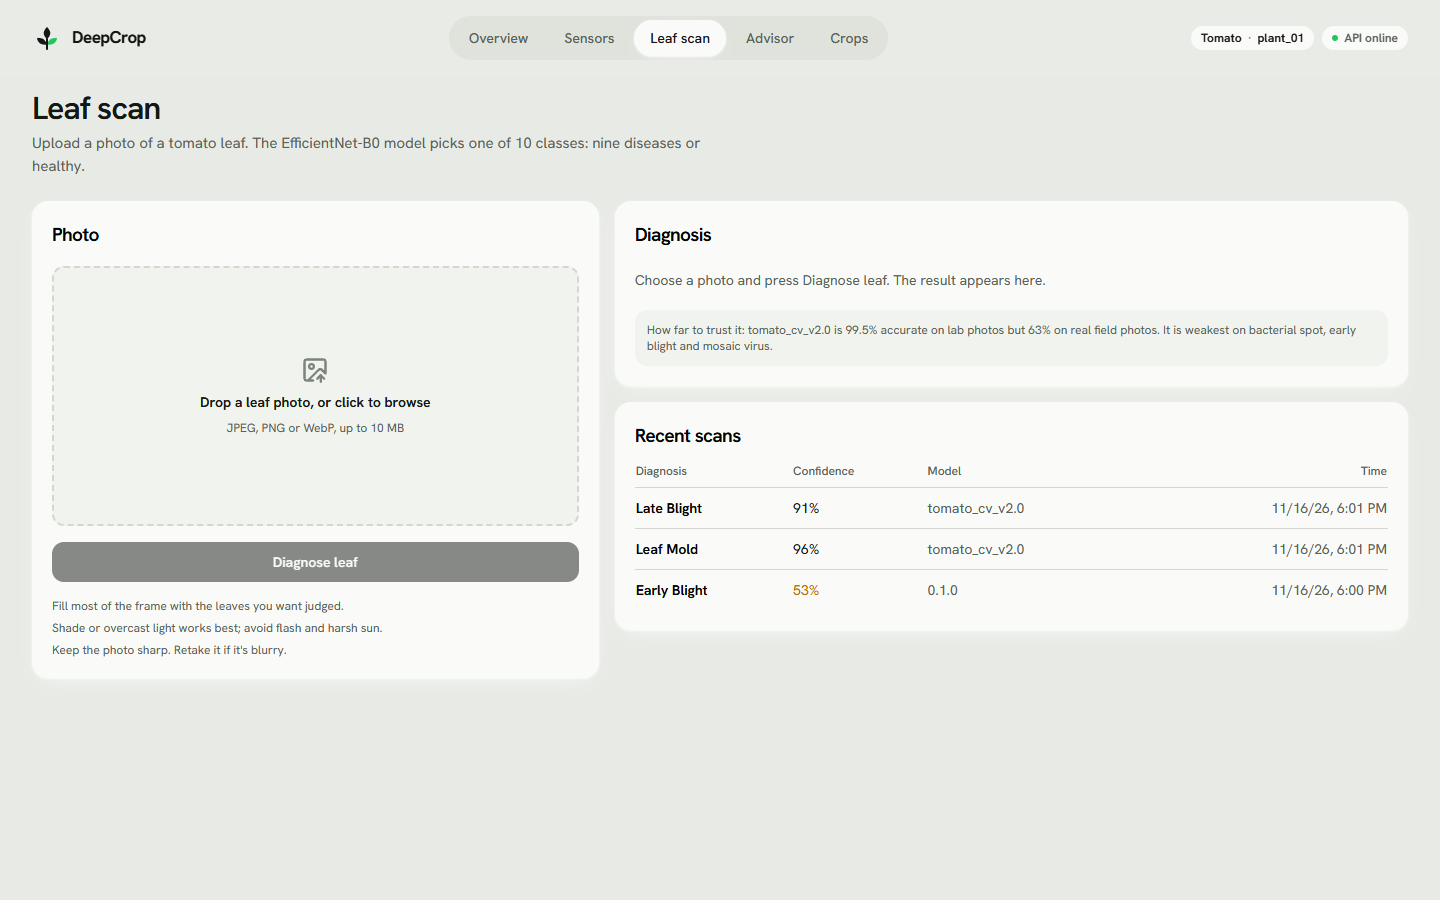 DeepCrop
Overview
Sensors
Leaf scan
Advisor
Crops
Tomato · plant_01
API online
Leaf scan
Upload a photo of a tomato leaf. The EfficientNet-B0 model picks one of 10 classes: nine diseases or
healthy.
Photo
Drop a leaf photo, or click to browse
JPEG, PNG or WebP, up to 10 MB
Diagnose leaf
Fill most of the frame with the leaves you want judged.
Shade or overcast light works best; avoid flash and harsh sun.
Keep the photo sharp. Retake it if it's blurry.
Diagnosis
Choose a photo and press Diagnose leaf. The result appears here.
How far to trust it: tomato_cv_v2.0 is 99.5% accurate on lab photos but 63% on real field photos. It is weakest on bacterial spot, early
blight and mosaic virus.
Recent scans
Diagnosis Confidence Model Time
Late Blight 91% tomato_cv_v2.0 11/16/26, 6:01 PM
Leaf Mold 96% tomato_cv_v2.0 11/16/26, 6:01 PM
Early Blight 53% 0.1.0 11/16/26, 6:00 PM